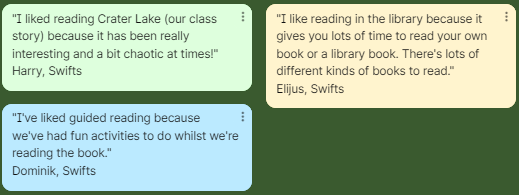 "I liked reading Crater Lake (our class
story) because it has been really
interesting and a bit chaotic at times!"
Harry, Swifts
"I've liked guided reading because
we've had fun activities to do whilst we're
reading the book."
Dominik, Swifts
"I like reading in the library because it
gives you lots of time to read your own
book or a library book. There's lots of
different kinds of books to read."
Elijus, Swifts